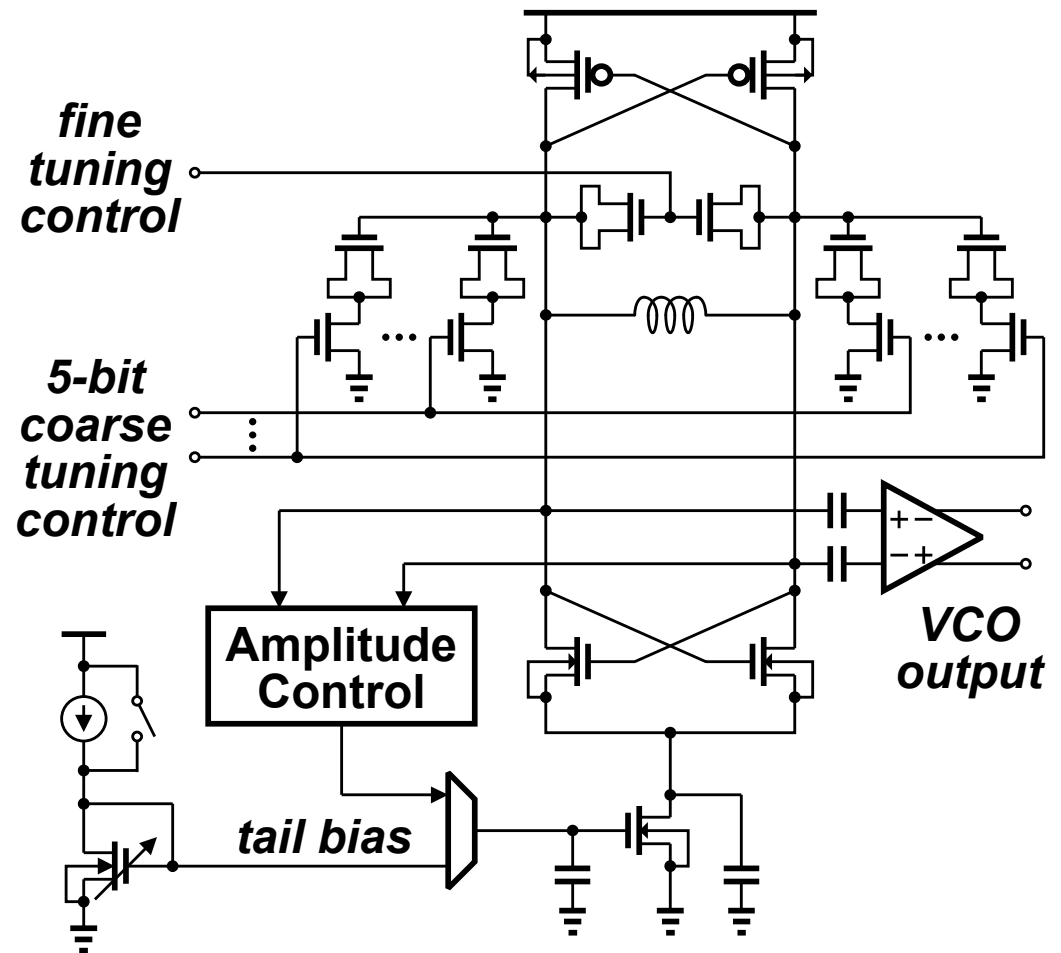 fine
tuning
control
5-bit
coarse
tuning
control
Amplitude
Control
tail bias
+ −
− +
VCO
output